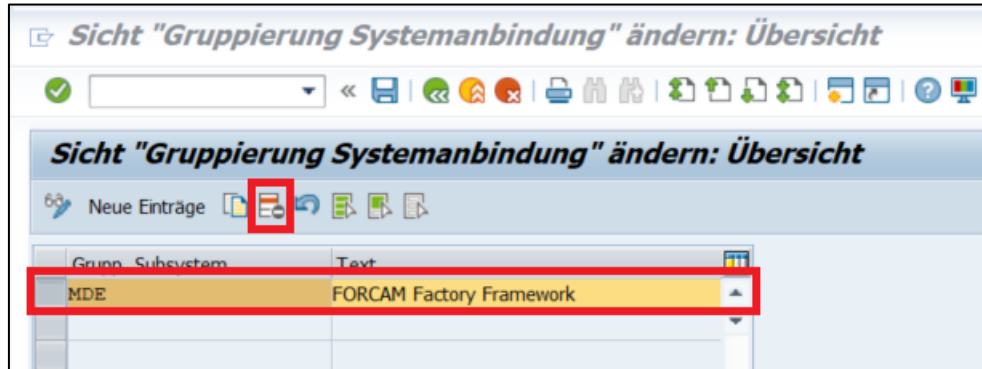 Sicht "Gruppierung Systemanbindung" ändern: Übersicht
Sicht "Gruppierung Systemanbindung" ändern: Übersicht
Neue Einträge
Grupp. Subsystem Text
MDE FORCAM Factory Framework